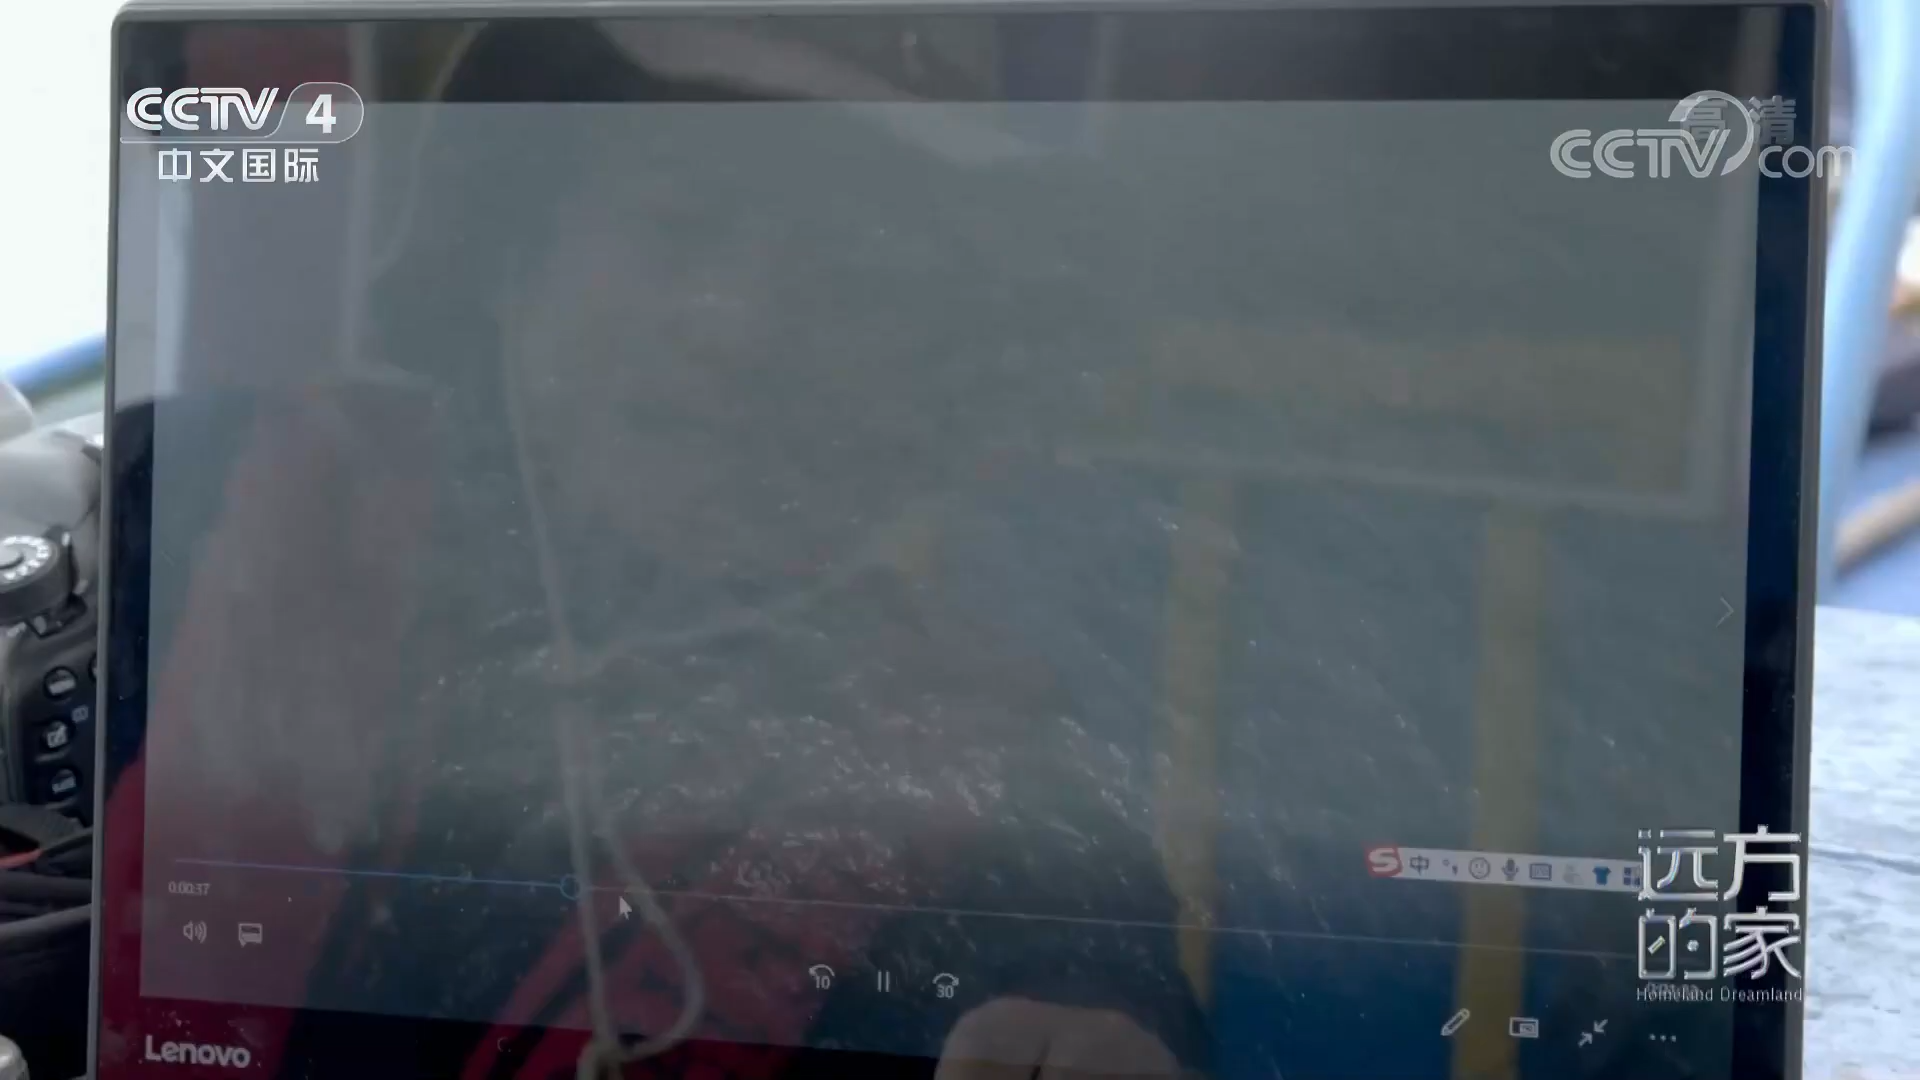 CCTV 4
中文国际
高清
CCTV com
0:00:37
中
10
30
远方
的家
Homeland Dreamland
Lenovo